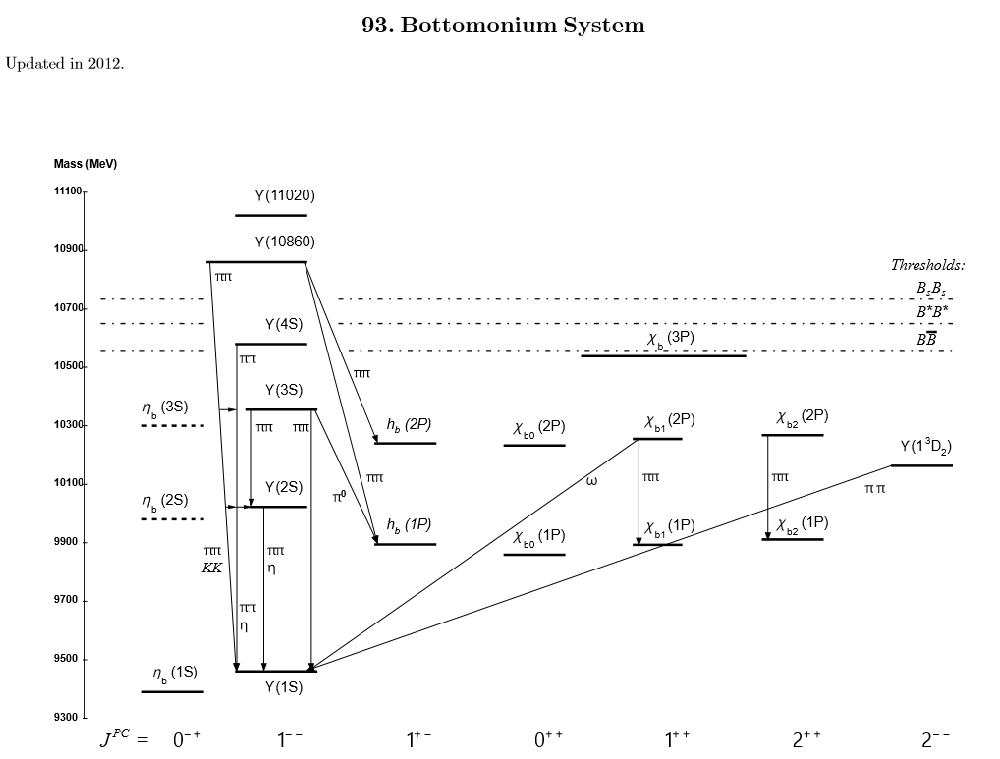 93. Bottomonium System
Updated in 2012.
Mass (MeV)
11100
ϒ(11020)
10900
ϒ(10860)
ππ
Thresholds:
BₛBₛ
10700
B*B*
ϒ(4S)
χb (3P)
BB̅
ππ
10500
ππ
ϒ(3S)
ηb (3S)
10300
ππ ππ
hb (2P)
χb0 (2P)
χb1 (2P)
χb2 (2P)
ϒ(1³D₂)
ππ
ω
ππ
ππ
ππ
10100
ϒ(2S)
ηb (2S)
π⁰
hb (1P)
χb0 (1P)
χb1 (1P)
χb2 (1P)
9900
ππ
KK
ππ
η
9700
ππ
η
9500
ηb (1S)
ϒ(1S)
9300
J^PC = 0⁻⁺ 1⁻⁻ 1⁺⁻ 0⁺⁺ 1⁺⁺ 2⁺⁺ 2⁻⁻